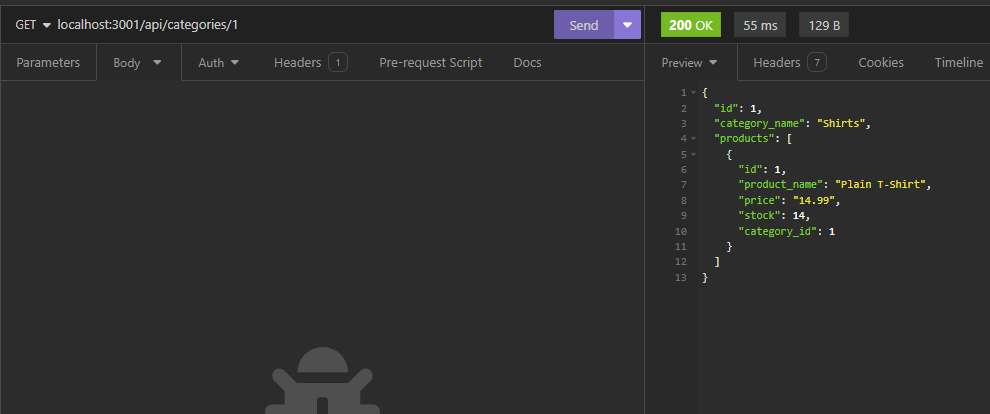 GET localhost:3001/api/categories/1 Send 200 OK 55 ms 129 B
Parameters Body Auth Headers 1 Pre-request Script Docs Preview Headers 7 Cookies Timeline
1 {
2 "id": 1,
3 "category_name": "Shirts",
4 "products": [
5 {
6 "id": 1,
7 "product_name": "Plain T-Shirt",
8 "price": "14.99",
9 "stock": 14,
10 "category_id": 1
11 }
12 ]
13 }